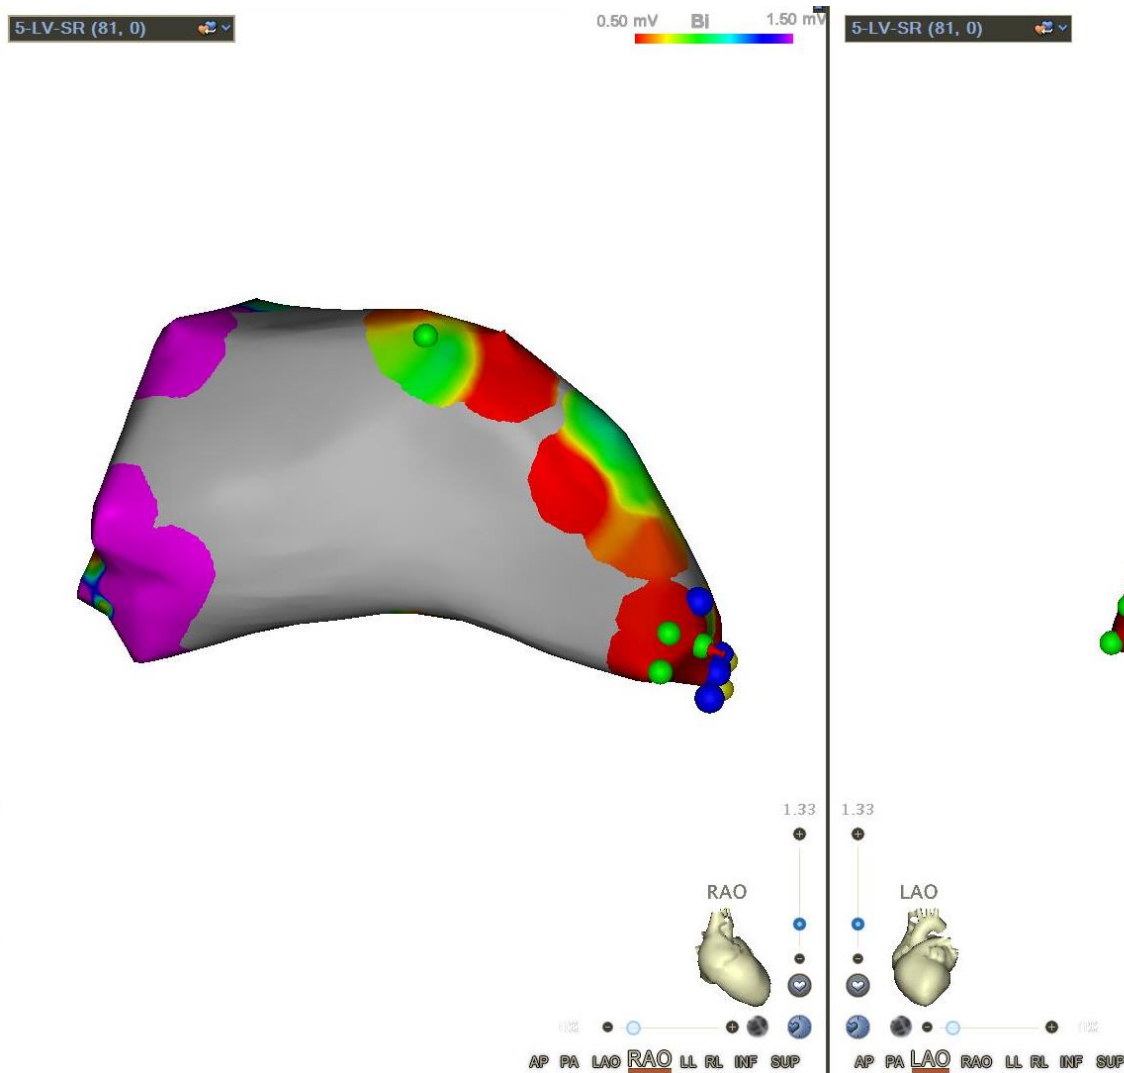 5-LV-SR (81, 0)
0.50 mV Bi 1.50 mV
5-LV-SR (81, 0)
1.33
1.33
RAO
LAO
AP PA LAO RAO LL RL INF SUP
AP PA LAO RAO LL RL INF SUP